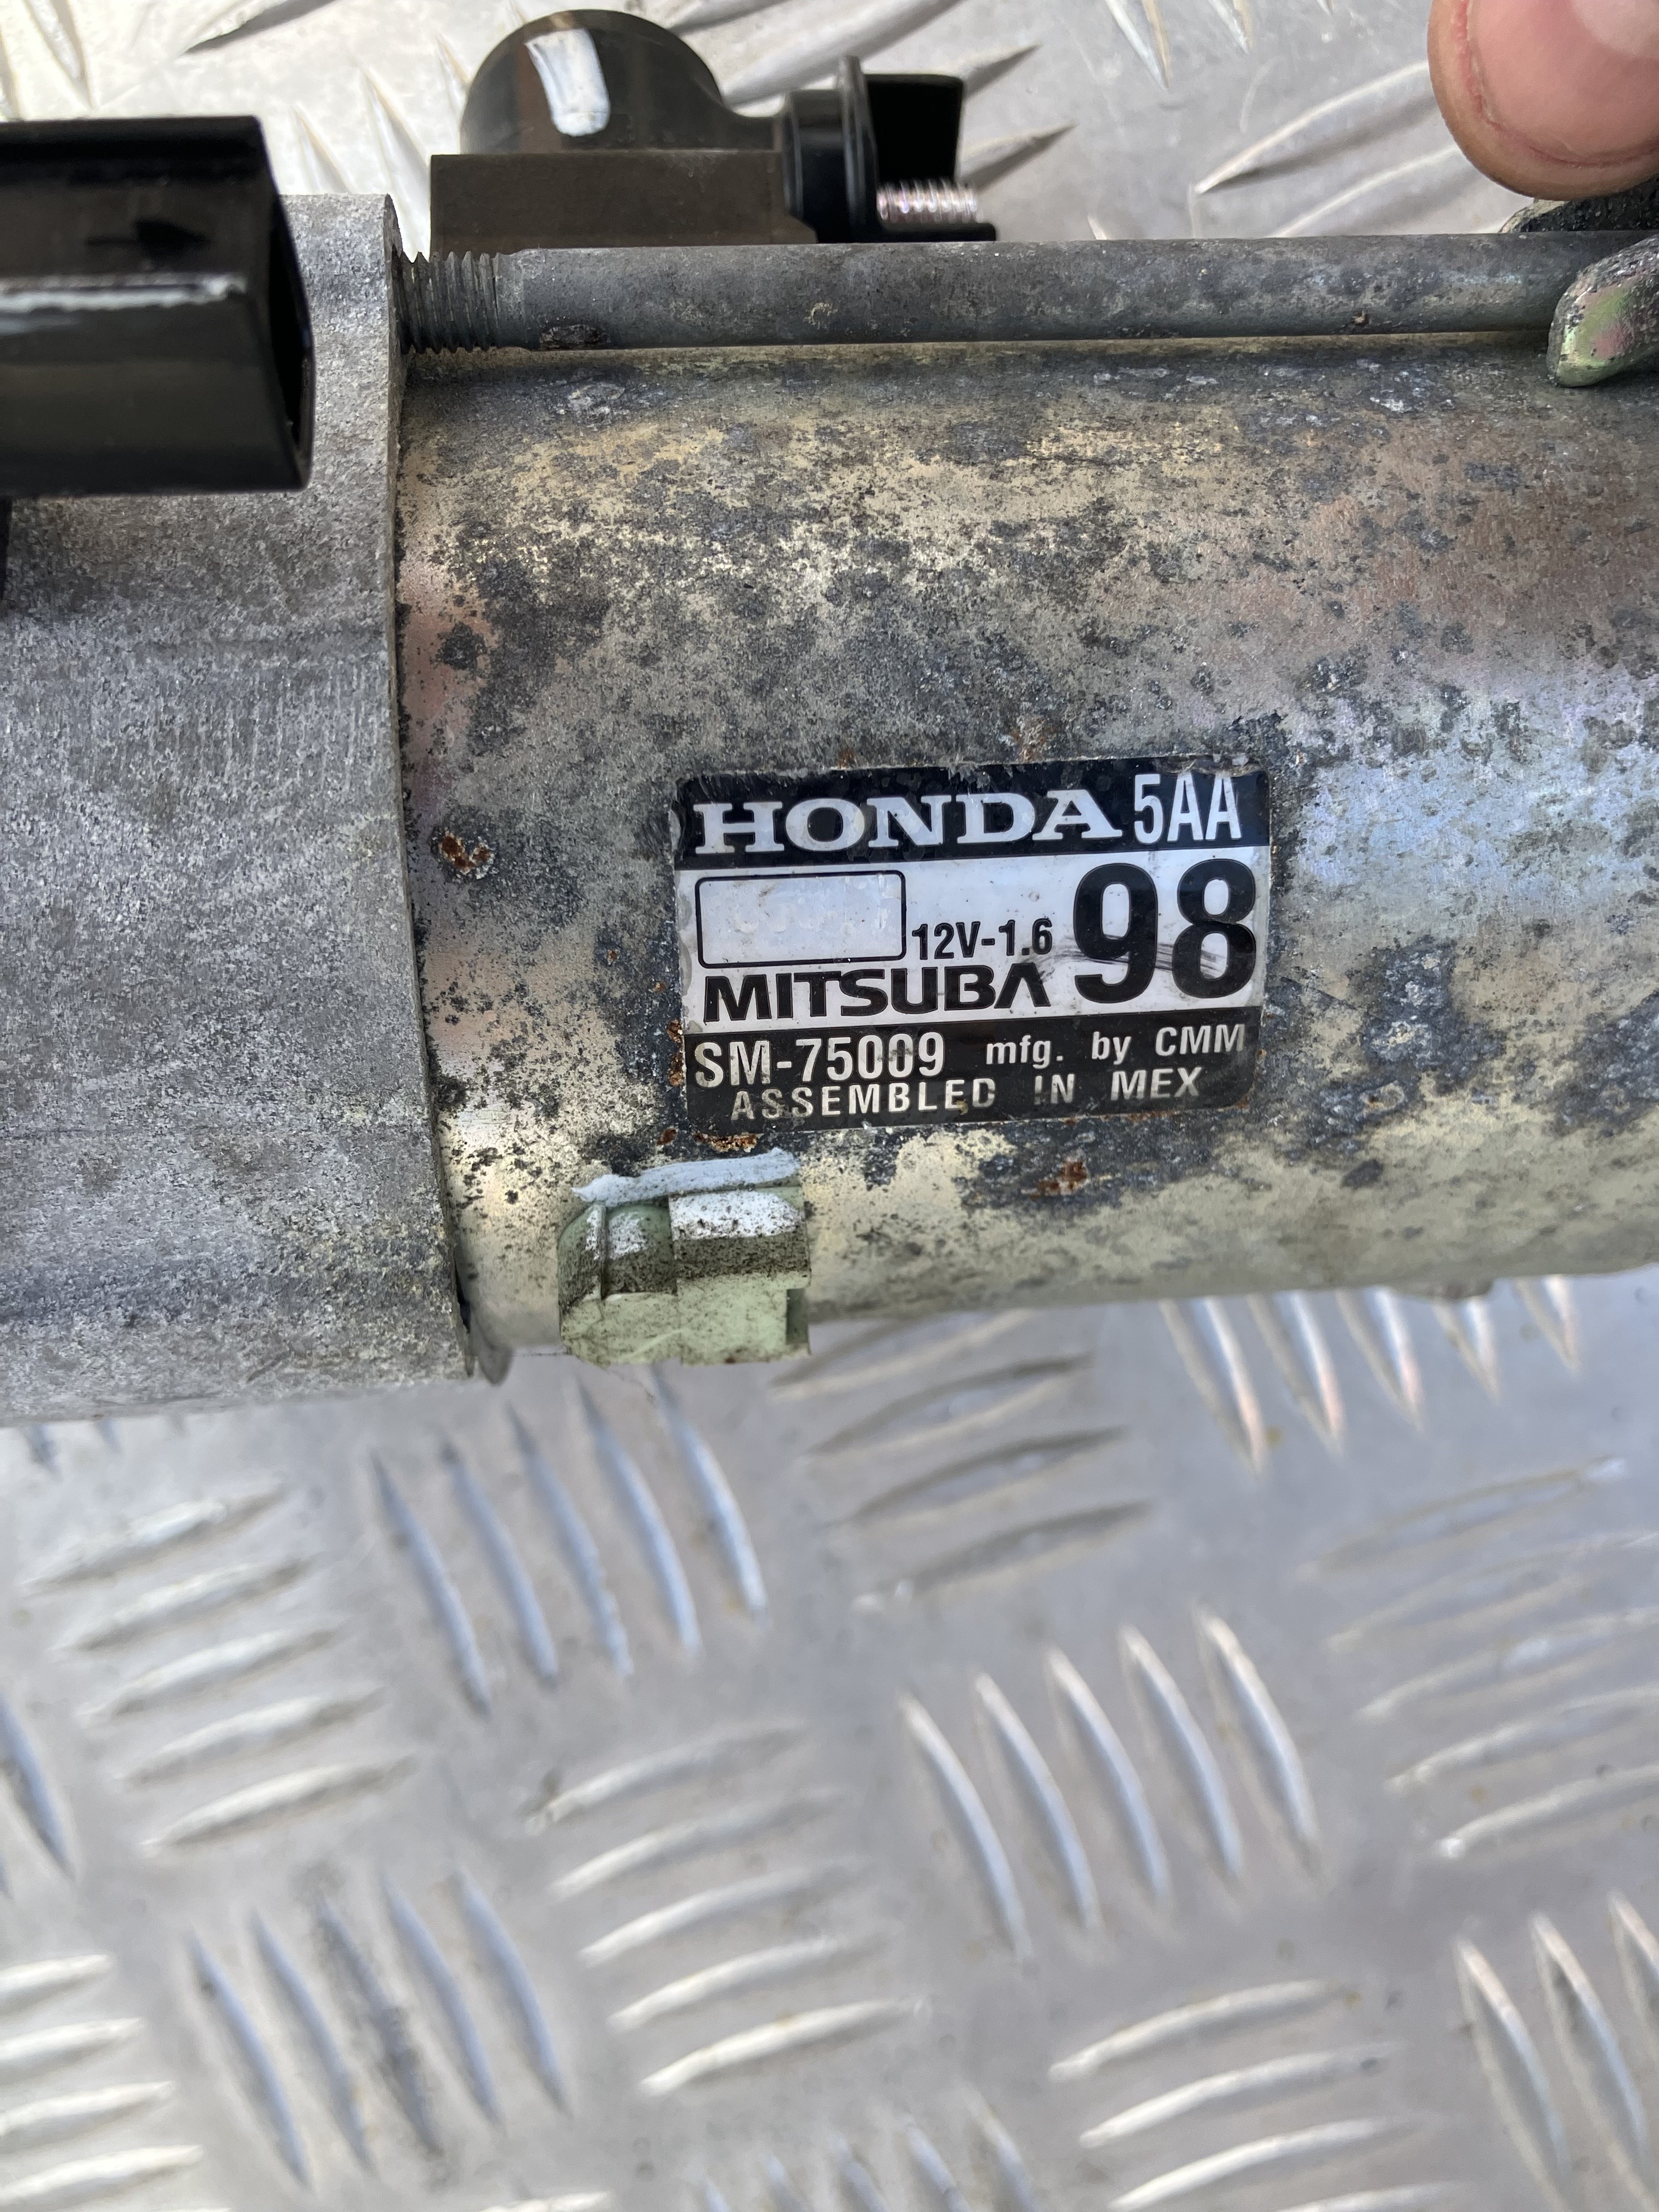 HONDA 5AA
12V-1.6 98
MITSUBA
SM-75009 mfg. by CMM
ASSEMBLED IN MEX